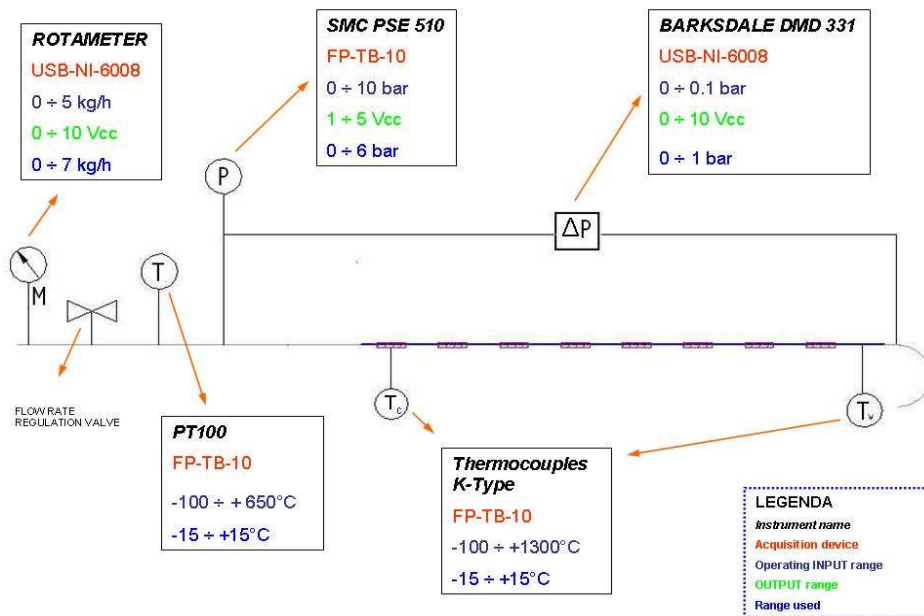 ROTAMETER
USB-NI-6008
0 ÷ 5 kg/h
0 ÷ 10 Vcc
0 ÷ 7 kg/h
SMC PSE 510
FP-TB-10
0 ÷ 10 bar
1 ÷ 5 Vcc
0 ÷ 6 bar
BARKSDALE DMD 331
USB-NI-6008
0 ÷ 0.1 bar
0 ÷ 10 Vcc
0 ÷ 1 bar
P
ΔP
M
T
FLOW RATE
REGULATION VALVE
Tc
Tw
PT100
FP-TB-10
-100 ÷ + 650°C
-15 ÷ +15°C
Thermocouples
K-Type
FP-TB-10
-100 ÷ +1300°C
-15 ÷ +15°C
LEGENDA
Instrument name
Acquisition device
Operating INPUT range
OUTPUT range
Range used